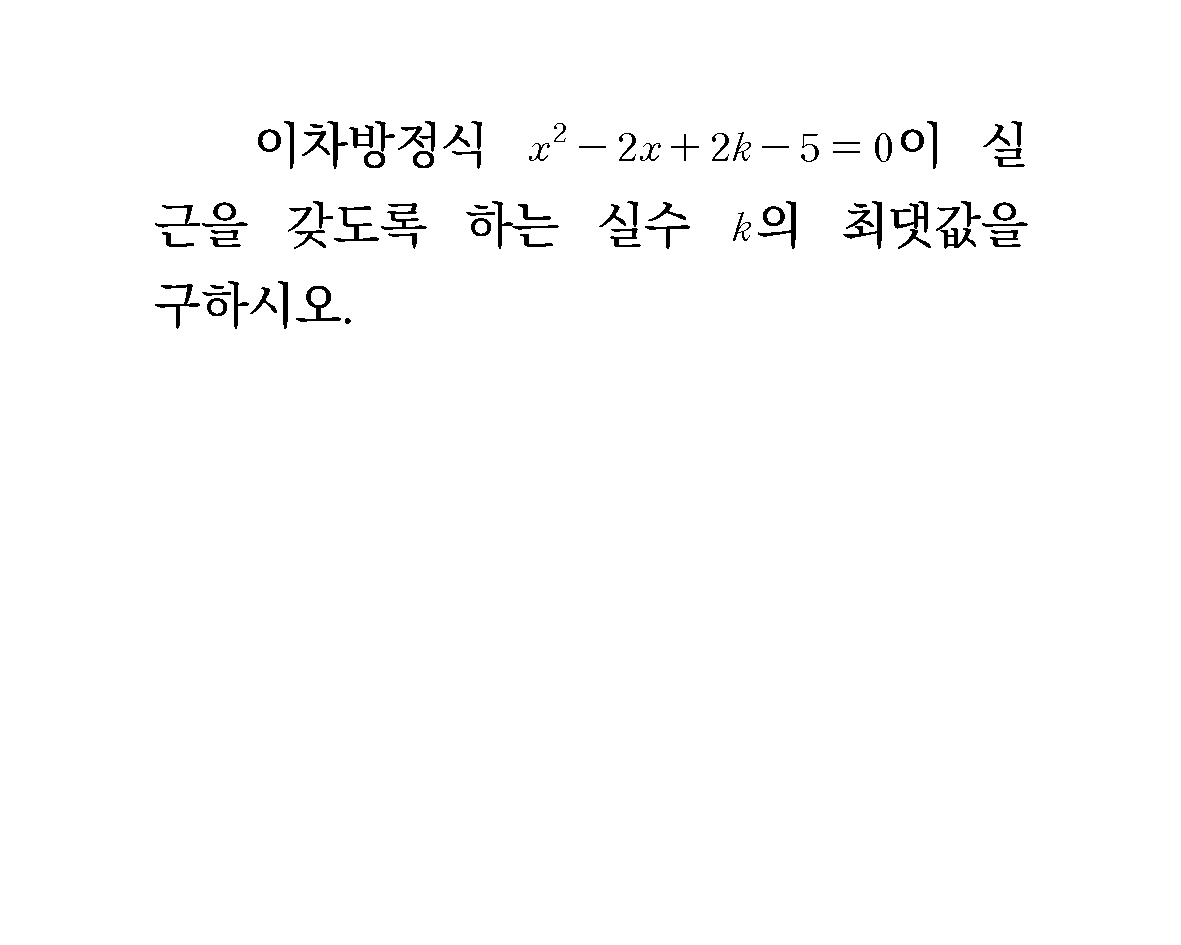 이차방정식 $x^2-2x+2k-5=0$이 실
근을 갖도록 하는 실수 $k$의 최댓값을
구하시오.